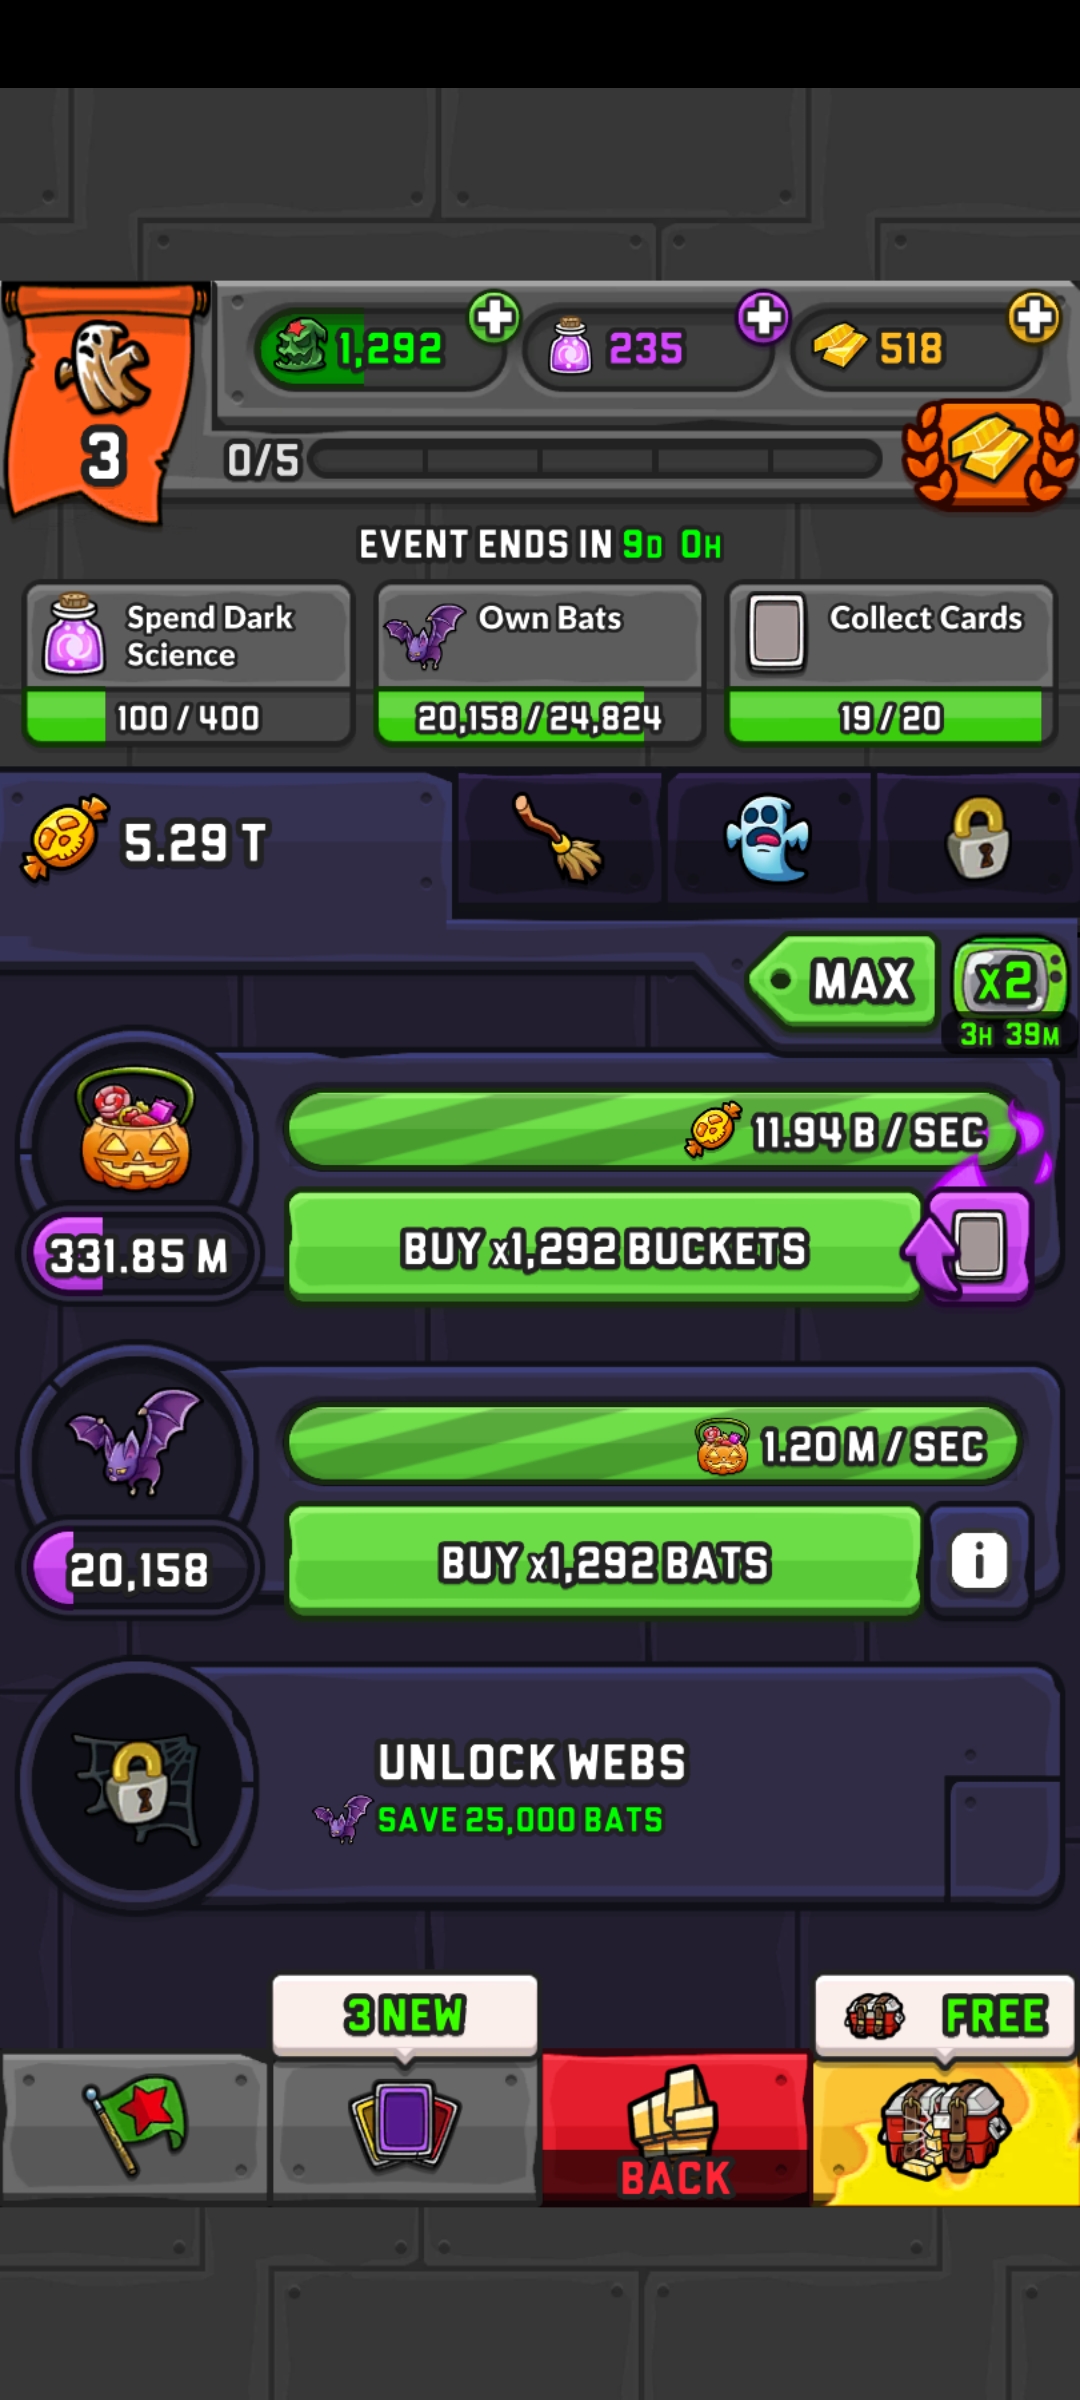 1,292
235
518
3
0/5
EVENT ENDS IN 9D 0H
Spend Dark
Science
100 / 400
Own Bats
20,158 / 24,824
Collect Cards
19 / 20
5.29 T
MAX
x2
3H 39M
11.94 B / SEC
331.85 M
BUY x1,292 BUCKETS
1.20 M / SEC
20,158
BUY x1,292 BATS
i
UNLOCK WEBS
SAVE 25,000 BATS
3 NEW
FREE
BACK